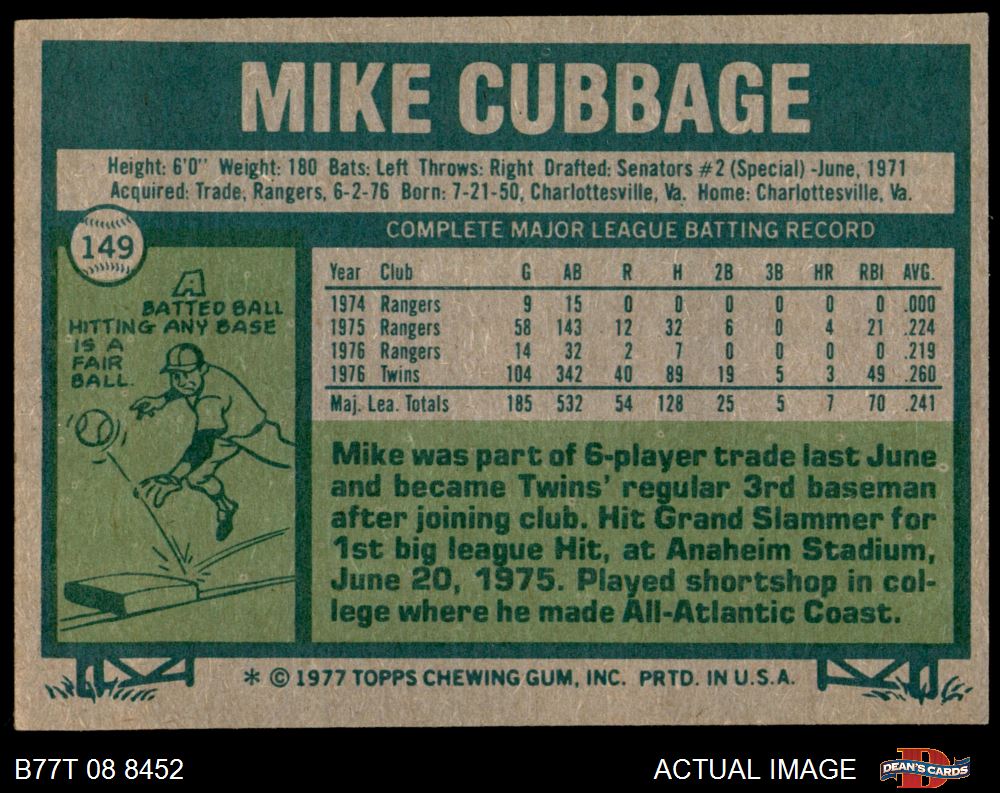 MIKE CUBBAGE
Height: 6'0" Weight: 180 Bats: Left Throws: Right Drafted: Senators #2 (Special) -June, 1971
Acquired: Trade, Rangers, 6-2-76 Born: 7-21-50, Charlottesville, Va. Home: Charlottesville, Va.
149
A
BATTED BALL
HITTING ANY BASE
IS A
FAIR
BALL.
COMPLETE MAJOR LEAGUE BATTING RECORD
Year Club G AB R H 2B 3B HR RBI AVG.
1974 Rangers 9 15 0 0 0 0 0 0 .000
1975 Rangers 58 143 12 32 6 0 4 21 .224
1976 Rangers 14 32 2 7 0 0 0 0 .219
1976 Twins 104 342 40 89 19 5 3 49 .260
Maj. Lea. Totals 185 532 54 128 25 5 7 70 .241
Mike was part of 6-player trade last June
and became Twins' regular 3rd baseman
after joining club. Hit Grand Slammer for
1st big league Hit, at Anaheim Stadium,
June 20, 1975. Played shortshop in col-
lege where he made All-Atlantic Coast.
* © 1977 TOPPS CHEWING GUM, INC. PRTD. IN U.S.A.
B77T 08 8452
ACTUAL IMAGE
D
DEAN'S CARDS